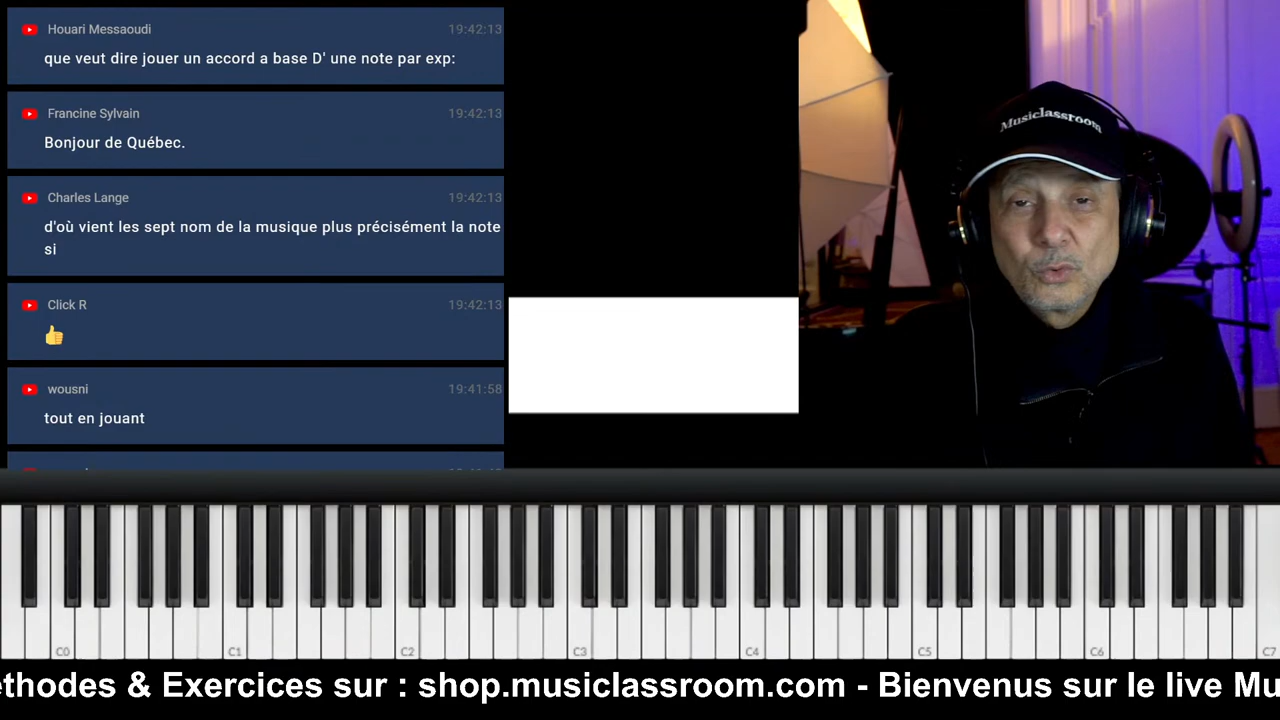 Houari Messaoudi 19:42:13
que veut dire jouer un accord a base D' une note par exp:
Francine Sylvain 19:42:13
Bonjour de Québec.
Charles Lange 19:42:13
d'où vient les sept nom de la musique plus précisément la note
si
Click R 19:42:13
👍
wousni 19:41:58
tout en jouant
Musiclassroom
C0 C1 C2 C3 C4 C5 C6 C7
éthodes & Exercices sur : shop.musiclassroom.com - Bienvenus sur le live Mu